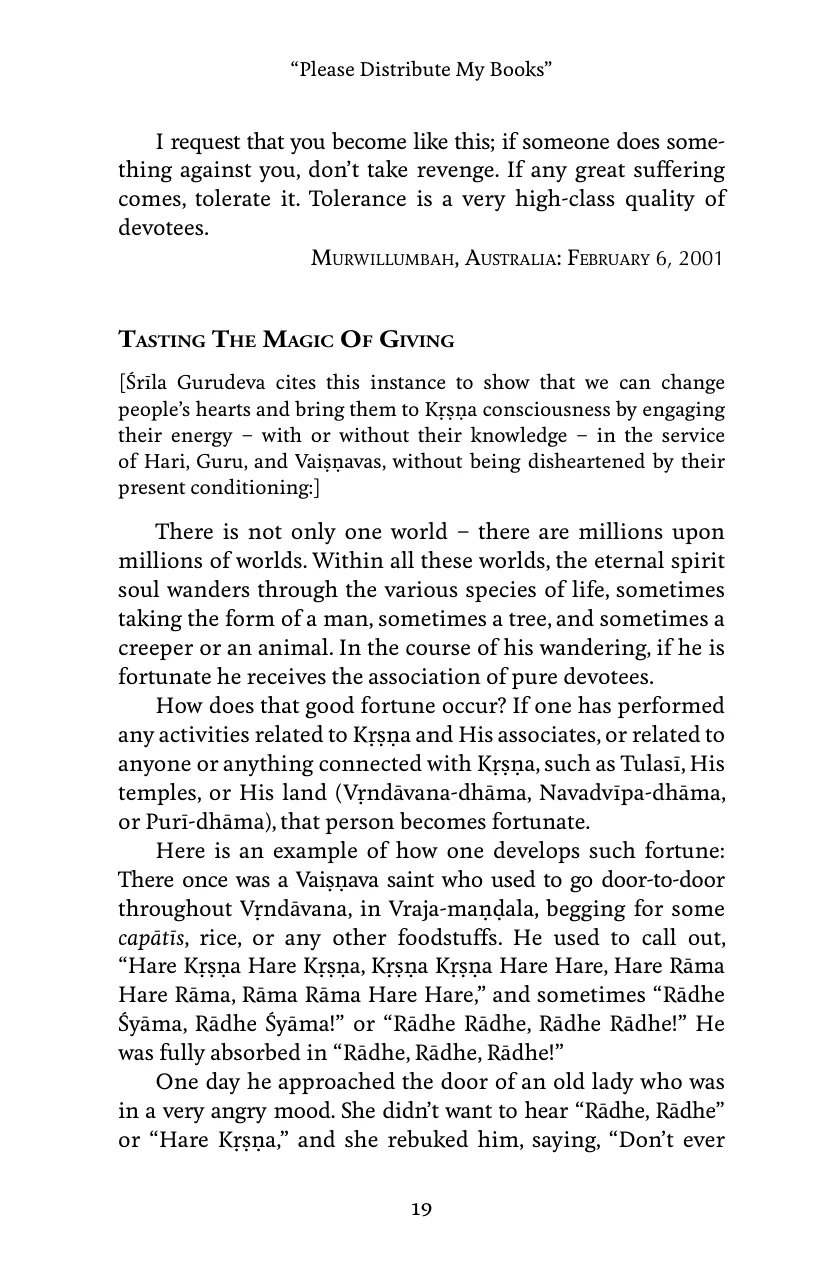 “Please Distribute My Books”
I request that you become like this; if someone does some-
thing against you, don’t take revenge. If any great suffering
comes, tolerate it. Tolerance is a very high-class quality of
devotees.
Murwillumbah, Australia: February 6, 2001
Tasting The Magic Of Giving
[Śrīla Gurudeva cites this instance to show that we can change
people’s hearts and bring them to Kṛṣṇa consciousness by engaging
their energy – with or without their knowledge – in the service
of Hari, Guru, and Vaiṣṇavas, without being disheartened by their
present conditioning:]
There is not only one world – there are millions upon
millions of worlds. Within all these worlds, the eternal spirit
soul wanders through the various species of life, sometimes
taking the form of a man, sometimes a tree, and sometimes a
creeper or an animal. In the course of his wandering, if he is
fortunate he receives the association of pure devotees.
How does that good fortune occur? If one has performed
any activities related to Kṛṣṇa and His associates, or related to
anyone or anything connected with Kṛṣṇa, such as Tulasī, His
temples, or His land (Vṛndāvana-dhāma, Navadvīpa-dhāma,
or Purī-dhāma), that person becomes fortunate.
Here is an example of how one develops such fortune:
There once was a Vaiṣṇava saint who used to go door-to-door
throughout Vṛndāvana, in Vraja-maṇḍala, begging for some
capātīs, rice, or any other foodstuffs. He used to call out,
“Hare Kṛṣṇa Hare Kṛṣṇa, Kṛṣṇa Kṛṣṇa Hare Hare, Hare Rāma
Hare Rāma, Rāma Rāma Hare Hare,” and sometimes “Rādhe
Śyāma, Rādhe Śyāma!” or “Rādhe Rādhe, Rādhe Rādhe!” He
was fully absorbed in “Rādhe, Rādhe, Rādhe!”
One day he approached the door of an old lady who was
in a very angry mood. She didn’t want to hear “Rādhe, Rādhe”
or “Hare Kṛṣṇa,” and she rebuked him, saying, “Don’t ever
19